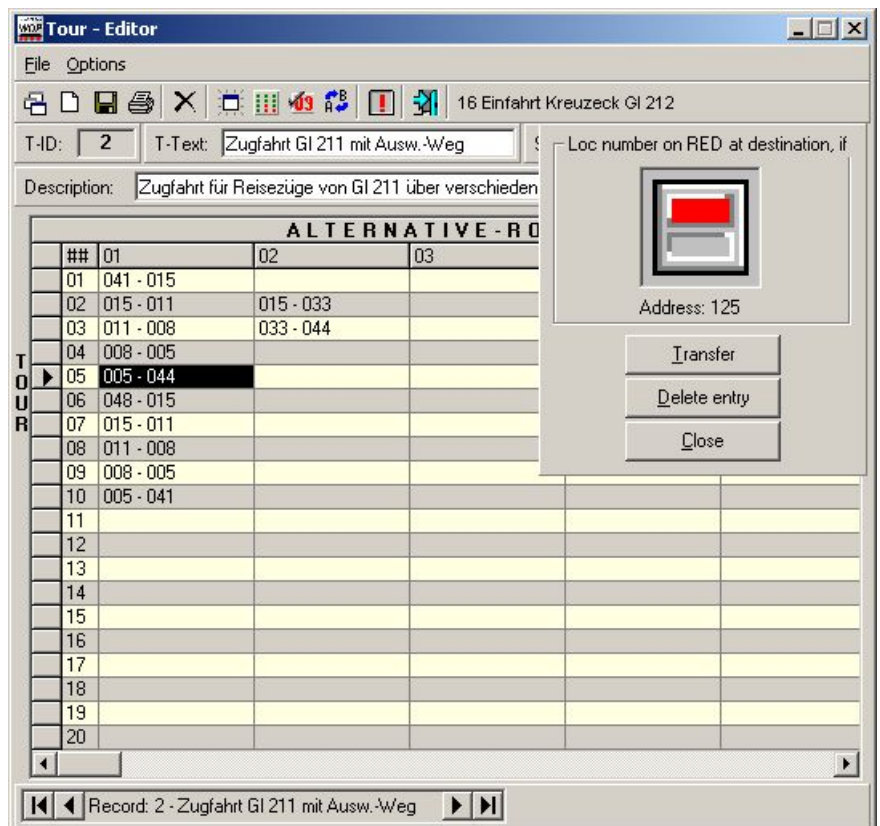 Tour - Editor
File Options
16 Einfahrt Kreuzeck Gl 212
T-ID: 2 T-Text: Zugfahrt Gl 211 mit Ausw.-Weg
Loc number on RED at destination, if
Description: Zugfahrt für Reisezüge von Gl 211 über verschieden
Address: 125
Transfer
Delete entry
Close
ALTERNATIVE-RO
## 01 02 03
01 041 - 015
02 015 - 011 015 - 033
03 011 - 008 033 - 044
04 008 - 005
05 005 - 044
06 048 - 015
07 015 - 011
08 011 - 008
09 008 - 005
10 005 - 041
11
12
13
14
15
16
17
18
19
20
TOUR
Record: 2 - Zugfahrt Gl 211 mit Ausw.-Weg